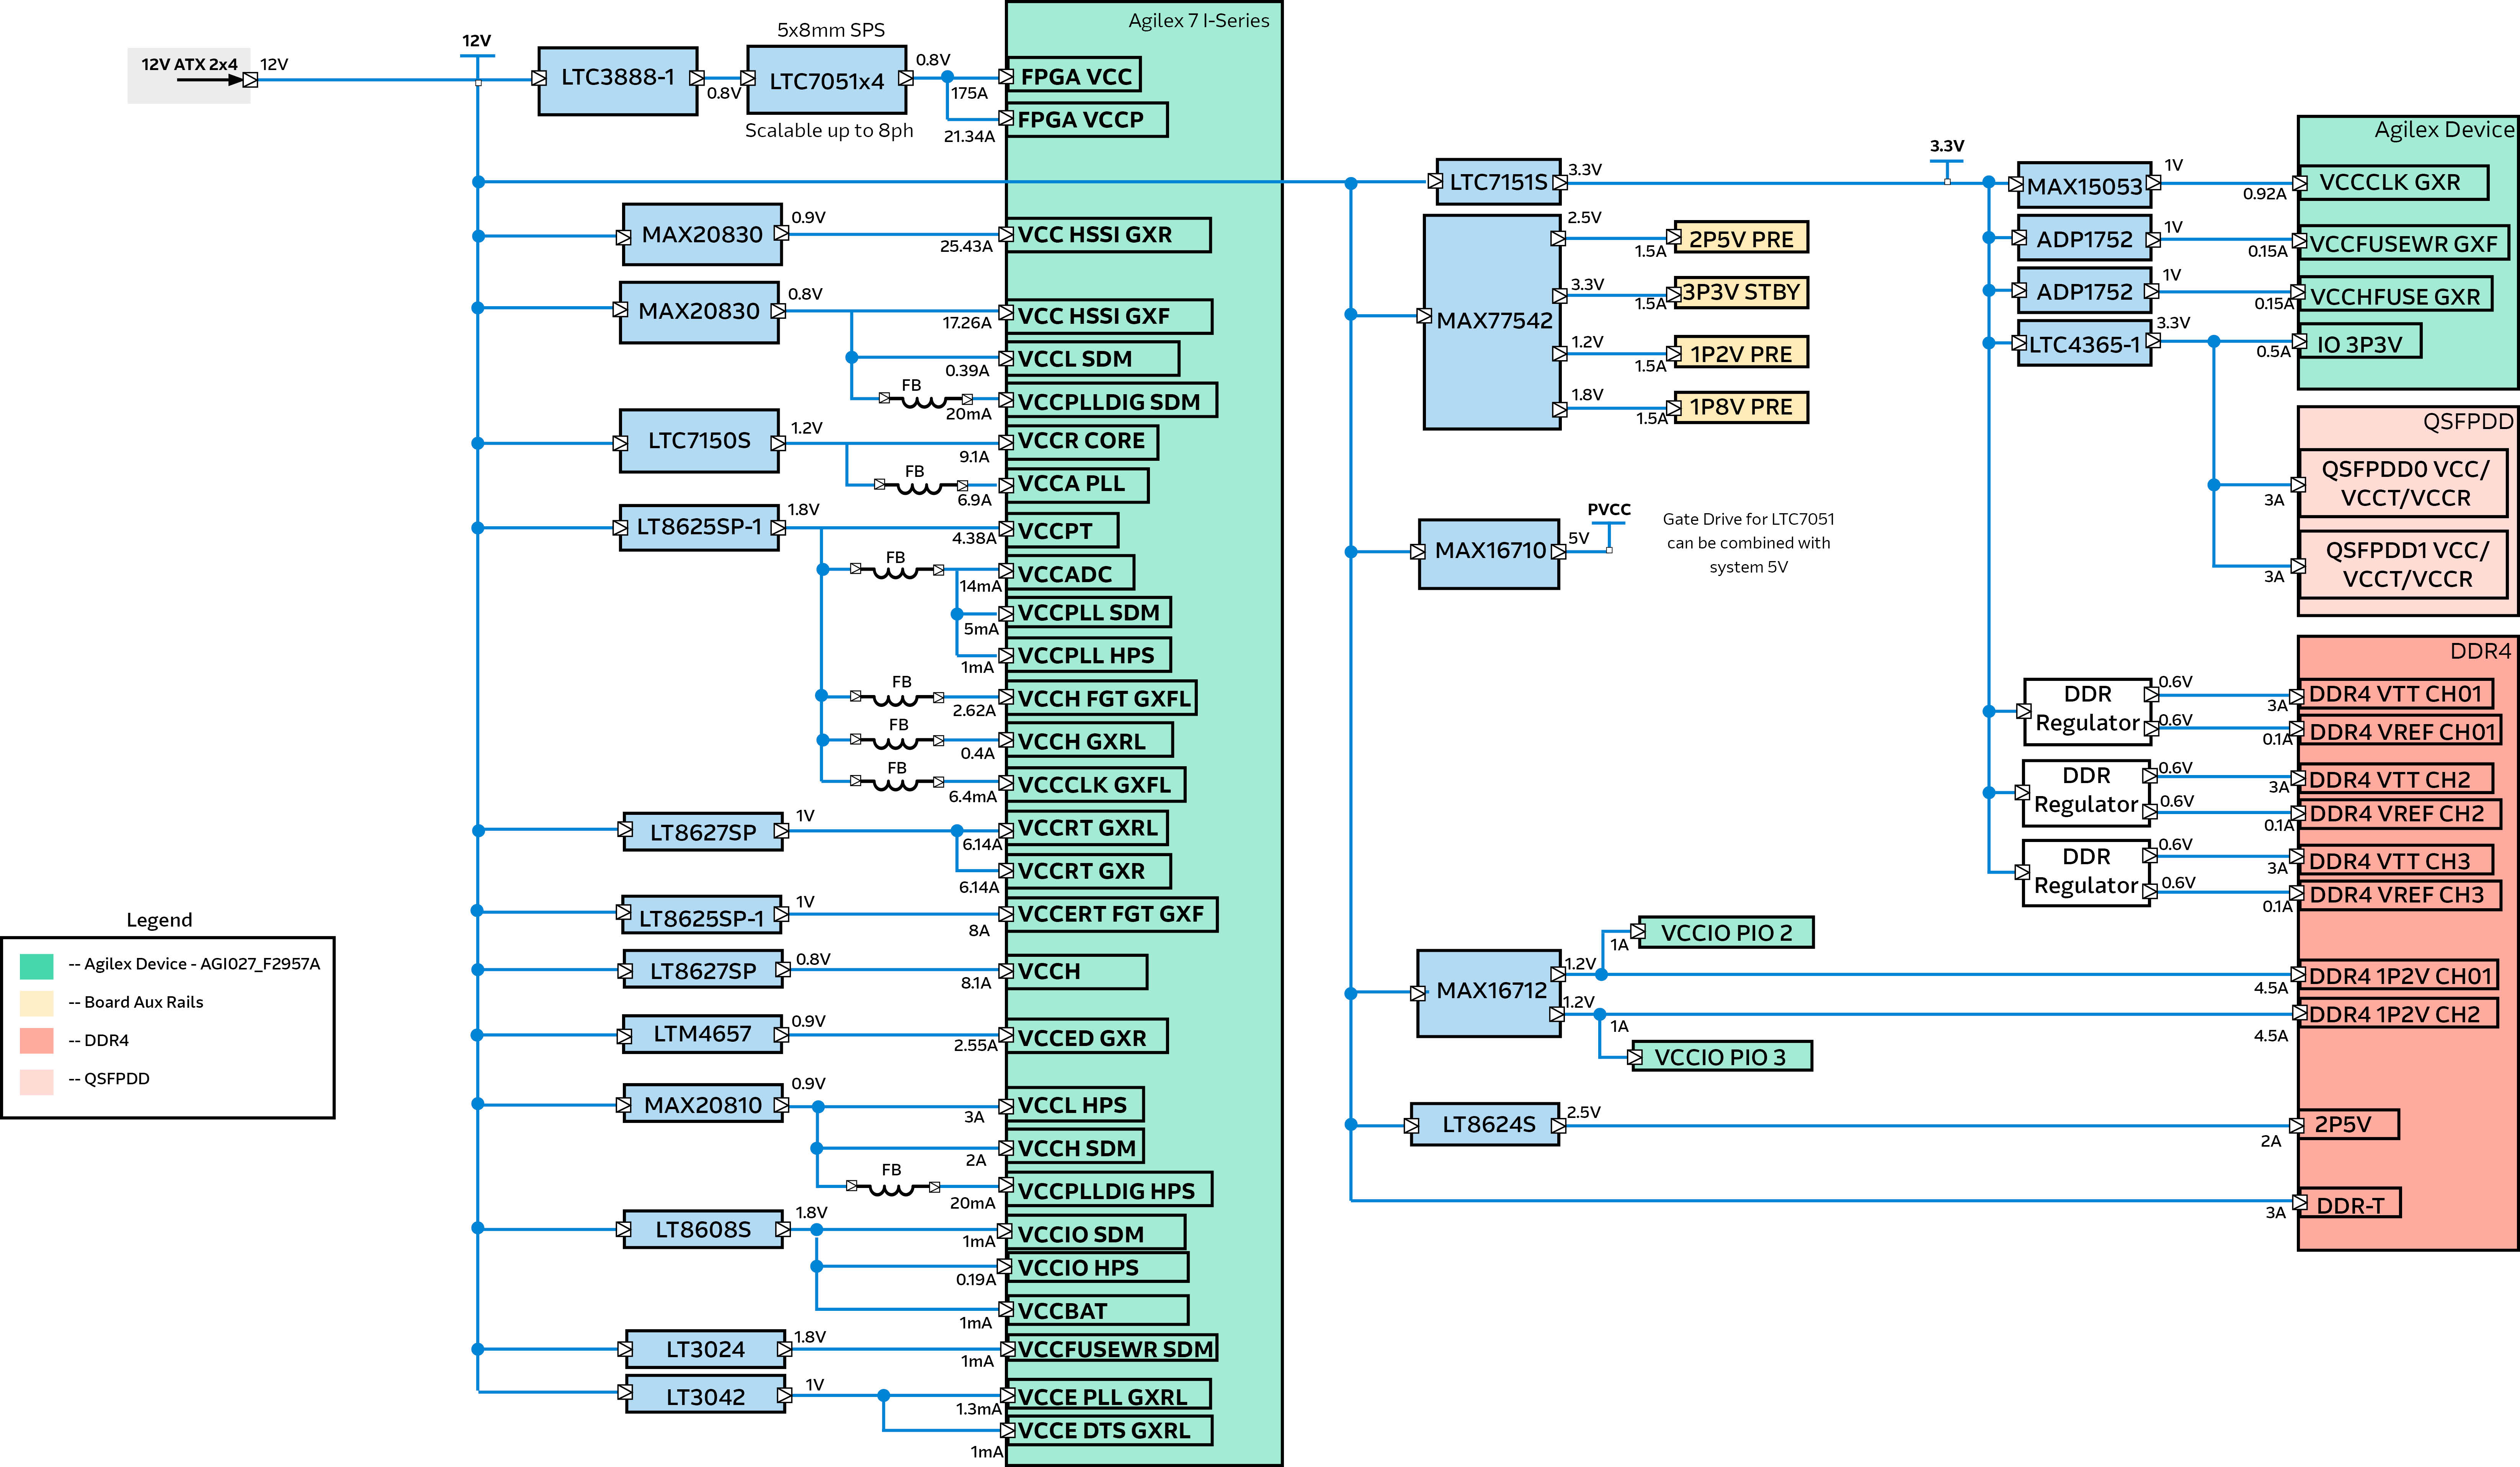 12V ATX 2x4
12V
12V
LTC3888-1
0.8V
5x8mm SPS
LTC7051x4
Scalable up to 8ph
0.8V
175A
21.34A
Agilex 7 I-Series
FPGA VCC
FPGA VCCP
MAX20830
0.9V
25.43A
VCC HSSI GXR
MAX20830
0.8V
17.26A
VCC HSSI GXF
0.39A
VCCL SDM
FB
20mA
VCCPLLDIG SDM
LTC7150S
1.2V
9.1A
VCCR CORE
FB
6.9A
VCCA PLL
LT8625SP-1
1.8V
4.38A
VCCPT
FB
14mA
VCCADC
5mA
VCCPLL SDM
1mA
VCCPLL HPS
FB
2.62A
VCCH FGT GXFL
FB
0.4A
VCCH GXRL
FB
6.4mA
VCCCLK GXFL
LT8627SP
1V
6.14A
VCCRT GXRL
6.14A
VCCRT GXR
LT8625SP-1
1V
8A
VCCERT FGT GXF
LT8627SP
0.8V
8.1A
VCCH
LTM4657
0.9V
2.55A
VCCED GXR
MAX20810
0.9V
3A
VCCL HPS
2A
VCCH SDM
FB
20mA
VCCPLLDIG HPS
LT8608S
1.8V
1mA
VCCIO SDM
0.19A
VCCIO HPS
1mA
VCCBAT
LT3024
1.8V
1mA
VCCFUSEWR SDM
LT3042
1V
1.3mA
VCCE PLL GXRL
1mA
VCCE DTS GXRL
Legend
-- Agilex Device - AGI027_F2957A
-- Board Aux Rails
-- DDR4
-- QSFPDD
LTC7151S
3.3V
3.3V
MAX77542
2.5V
1.5A
2P5V PRE
3.3V
1.5A
3P3V STBY
1.2V
1.5A
1P2V PRE
1.8V
1.5A
1P8V PRE
MAX16710
5V
PVCC
Gate Drive for LTC7051
can be combined with
system 5V
MAX16712
1.2V
1A
VCCIO PIO 2
1.2V
1A
VCCIO PIO 3
LT8624S
2.5V
Agilex Device
MAX15053
1V
0.92A
VCCCLK GXR
ADP1752
1V
0.15A
VCCFUSEWR GXF
ADP1752
1V
0.15A
VCCHFUSE GXR
LTC4365-1
3.3V
0.5A
IO 3P3V
QSFPDD
3A
QSFPDD0 VCC/
VCCT/VCCR
3A
QSFPDD1 VCC/
VCCT/VCCR
DDR4
DDR
Regulator
0.6V
3A
DDR4 VTT CH01
0.6V
0.1A
DDR4 VREF CH01
DDR
Regulator
0.6V
3A
DDR4 VTT CH2
0.6V
0.1A
DDR4 VREF CH2
DDR
Regulator
0.6V
3A
DDR4 VTT CH3
0.6V
0.1A
DDR4 VREF CH3
4.5A
DDR4 1P2V CH01
4.5A
DDR4 1P2V CH2
2A
2P5V
3A
DDR-T